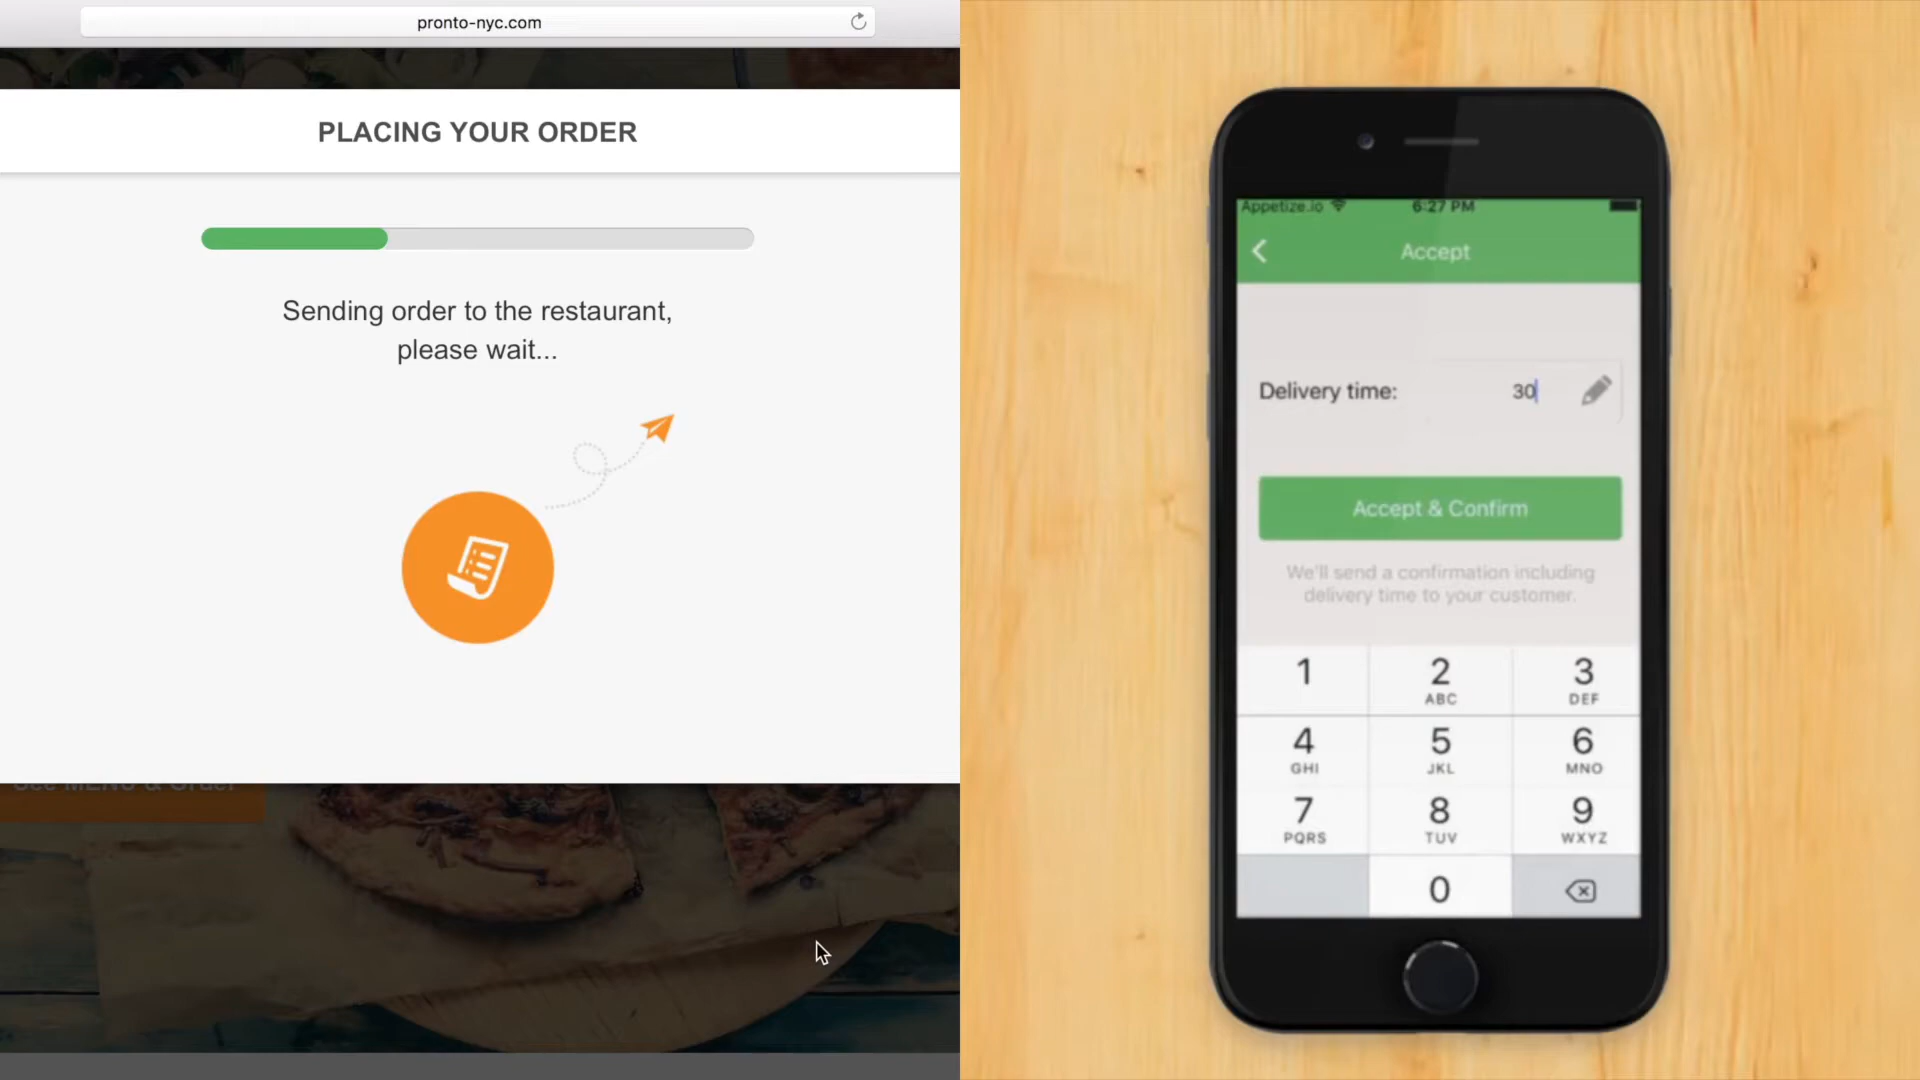 pronto-nyc.com
PLACING YOUR ORDER
Sending order to the restaurant,
please wait...
See MENU & Order
Appetize.io
6:27 PM
Accept
Delivery time:
30
Accept & Confirm
We'll send a confirmation including
delivery time to your customer.
1
2
3
ABC
DEF
4
5
6
GHI
JKL
MNO
7
8
9
PQRS
TUV
WXYZ
0